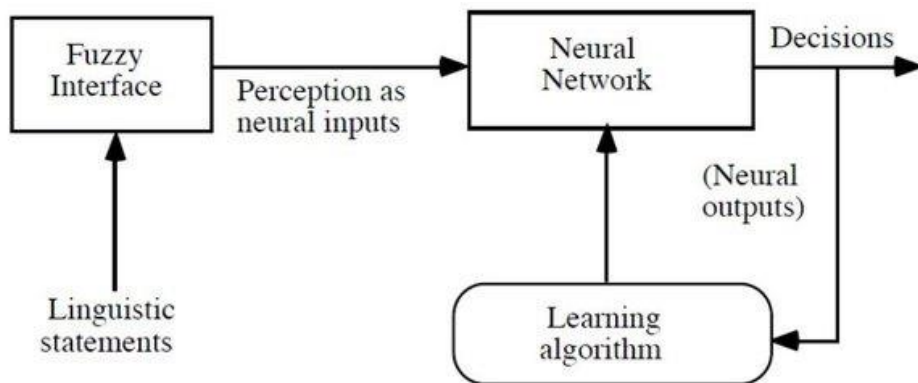 Fuzzy
Interface
Perception as
neural inputs
Neural
Network
Decisions
(Neural
outputs)
Linguistic
statements
Learning
algorithm